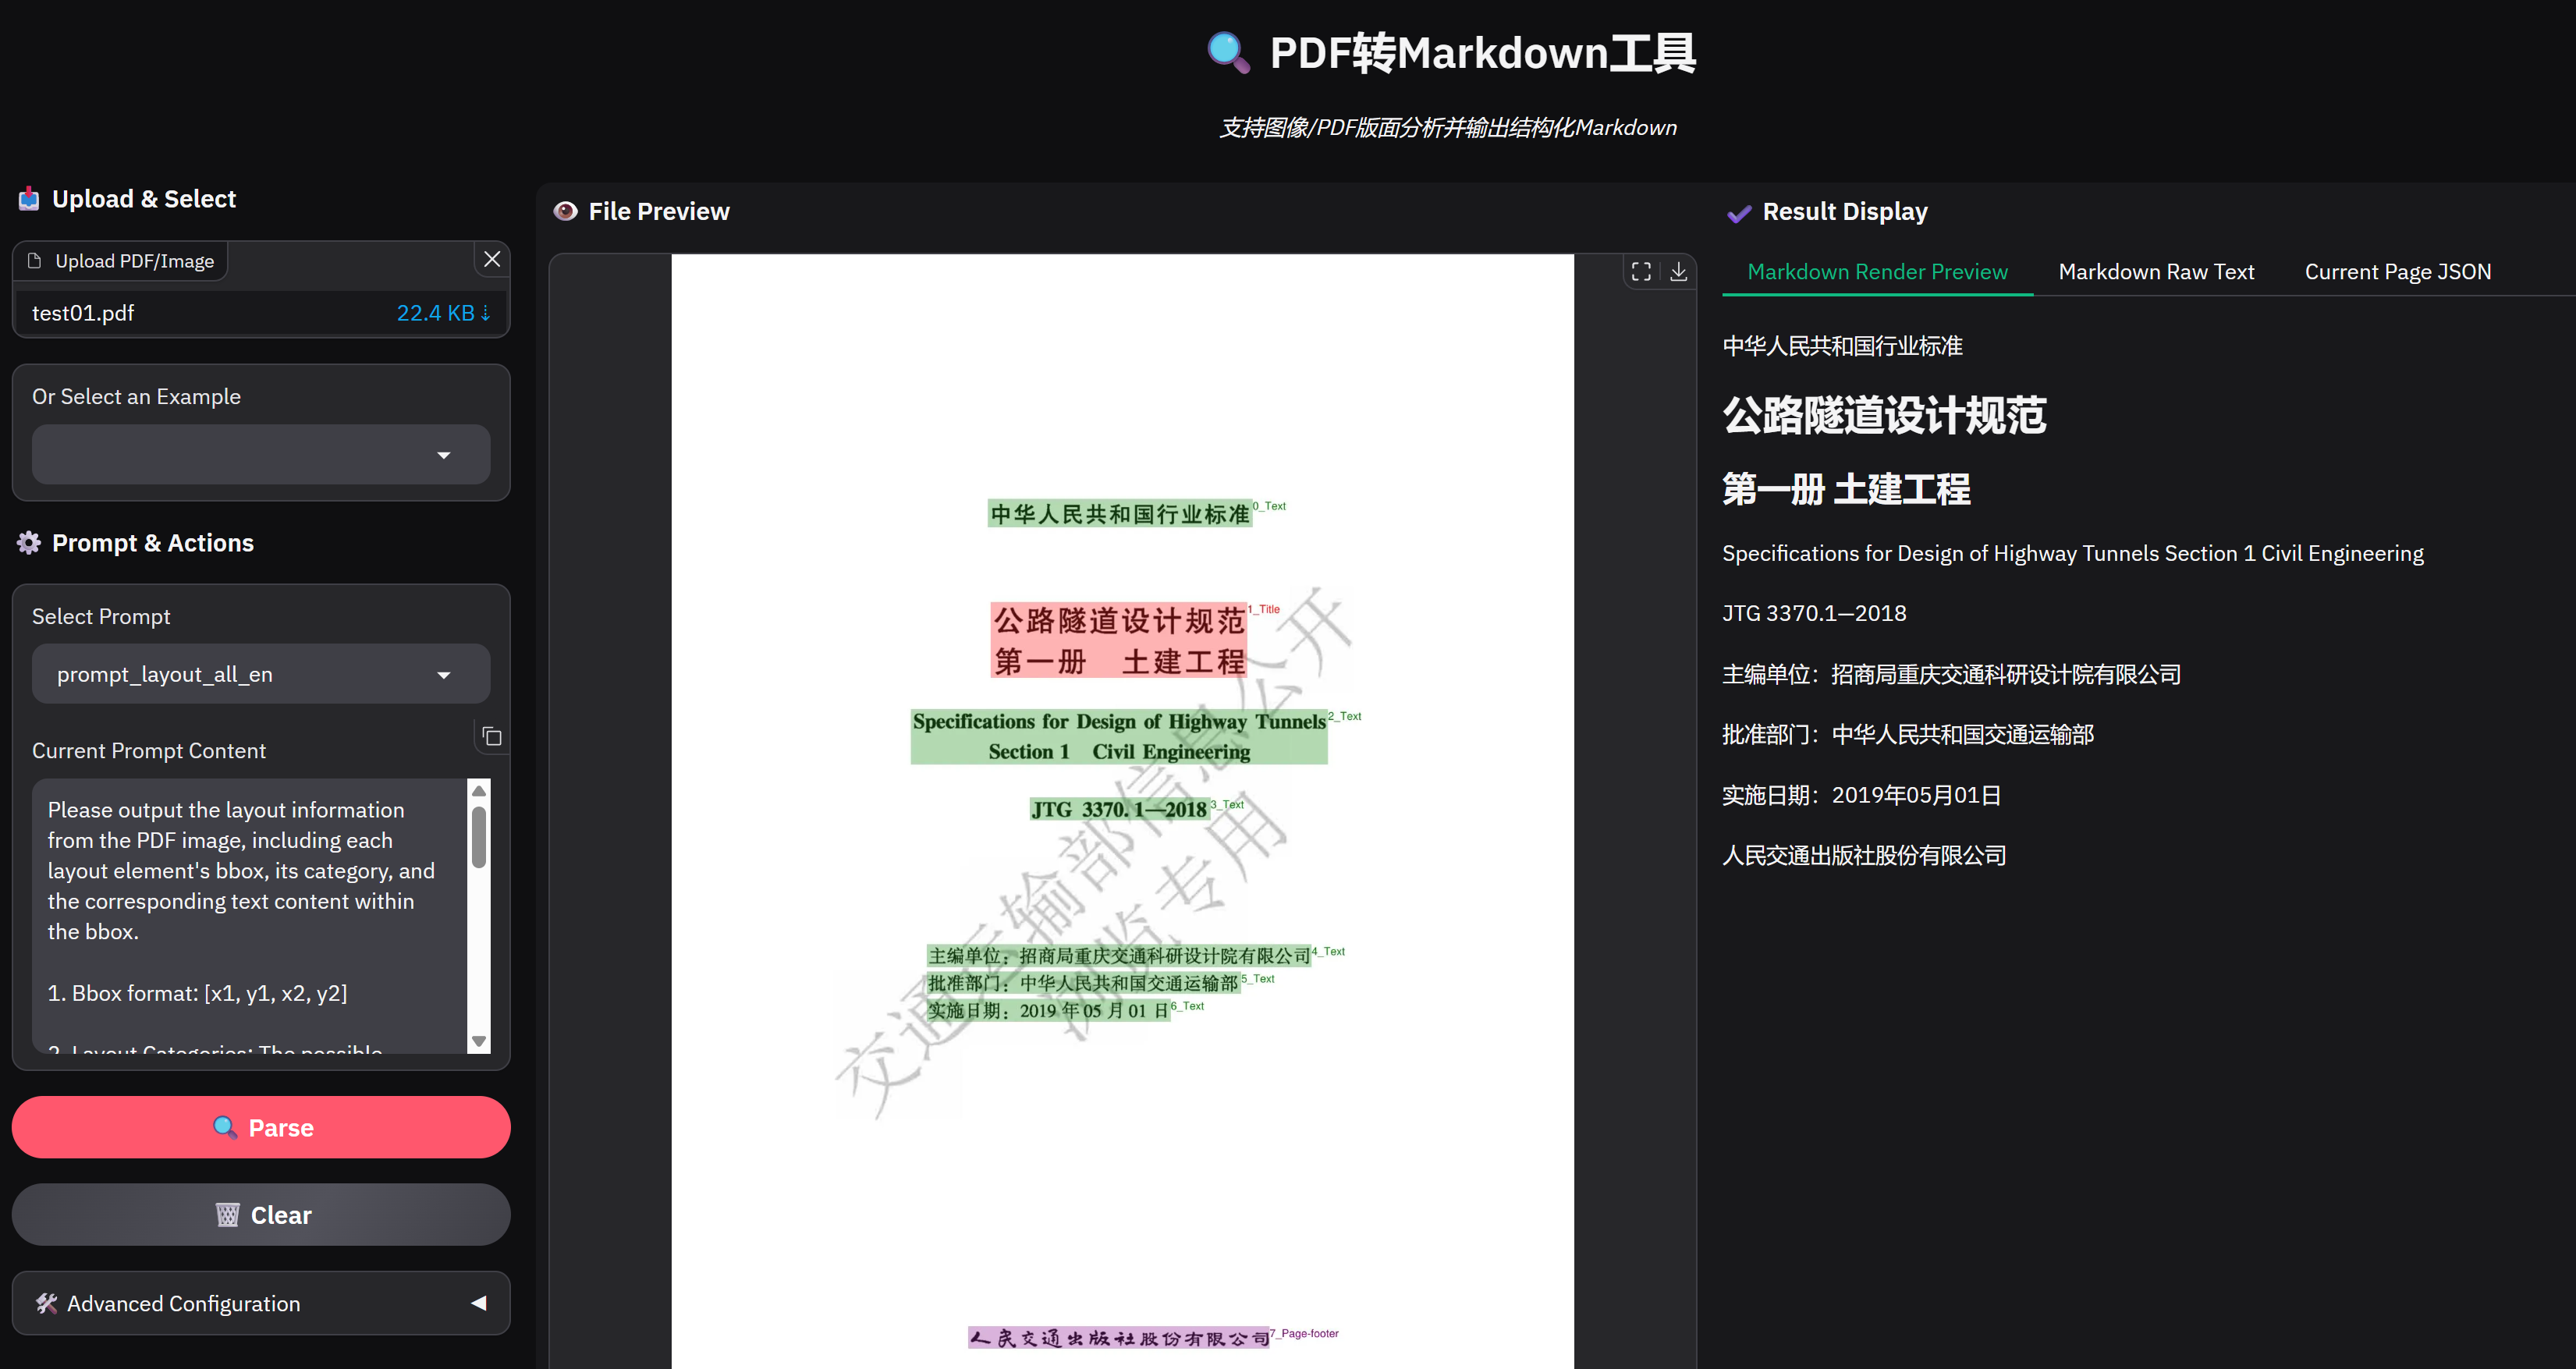 PDF转Markdown工具
支持图像/PDF版面分析并输出结构化Markdown
Upload & Select
Upload PDF/Image
test01.pdf 22.4 KB ↓
Or Select an Example
Prompt & Actions
Select Prompt
prompt_layout_all_en
Current Prompt Content
Please output the layout information
from the PDF image, including each
layout element's bbox, its category, and
the corresponding text content within
the bbox.
1. Bbox format: [x1, y1, x2, y2]
2. Layout Categories: The possible
Parse
Clear
Advanced Configuration
File Preview
中华人民共和国行业标准 0_Text
公路隧道设计规范 1_Title
第一册 土建工程
Specifications for Design of Highway Tunnels 2_Text
Section 1 Civil Engineering
JTG 3370.1—2018 3_Text
主编单位：招商局重庆交通科研设计院有限公司 4_Text
批准部门：中华人民共和国交通运输部 5_Text
实施日期：2019 年 05 月 01 日 6_Text
交通运输部信息公开
浏览专用
人民交通出版社股份有限公司 7_Page-footer
Result Display
Markdown Render Preview Markdown Raw Text Current Page JSON
中华人民共和国行业标准
公路隧道设计规范
第一册 土建工程
Specifications for Design of Highway Tunnels Section 1 Civil Engineering
JTG 3370.1—2018
主编单位：招商局重庆交通科研设计院有限公司
批准部门：中华人民共和国交通运输部
实施日期：2019年05月01日
人民交通出版社股份有限公司